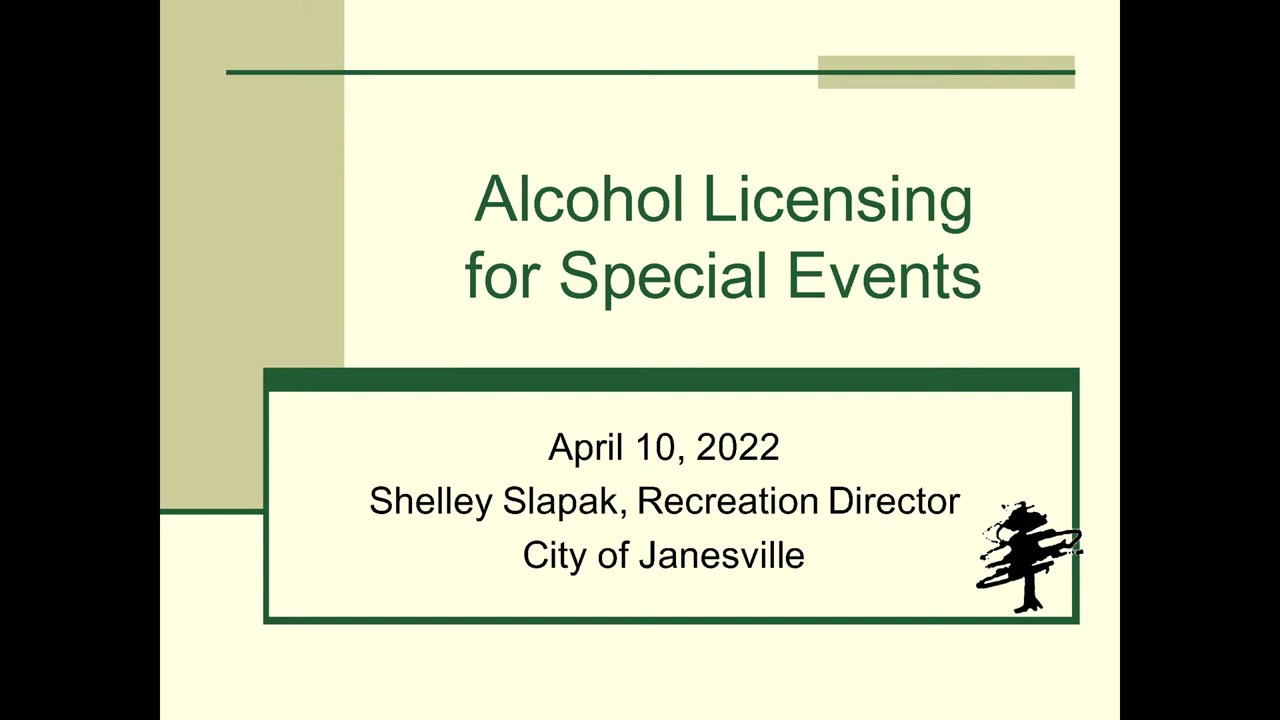 Alcohol Licensing
for Special Events
April 10, 2022
Shelley Slapak, Recreation Director
City of Janesville